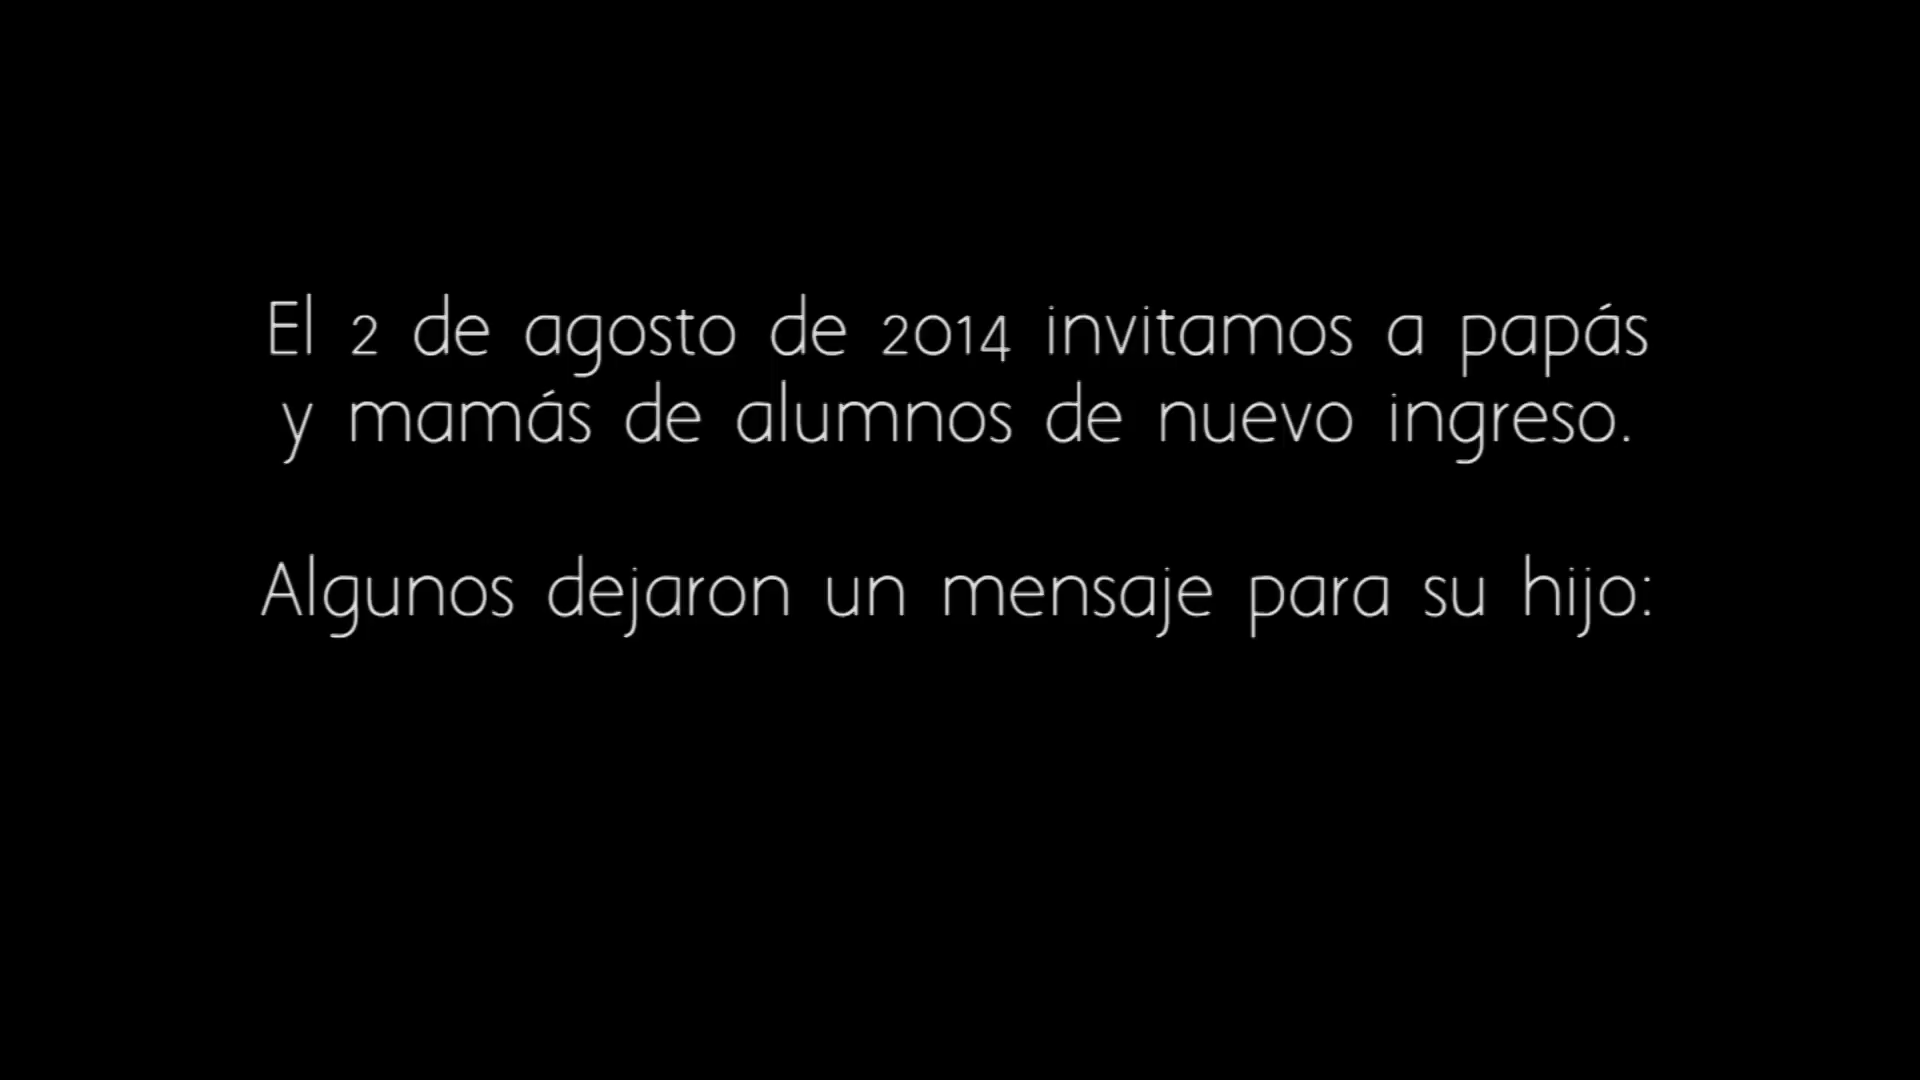 El 2 de agosto de 2014 invitamos a papás
y mamás de alumnos de nuevo ingreso.
Algunos dejaron un mensaje para su hijo: